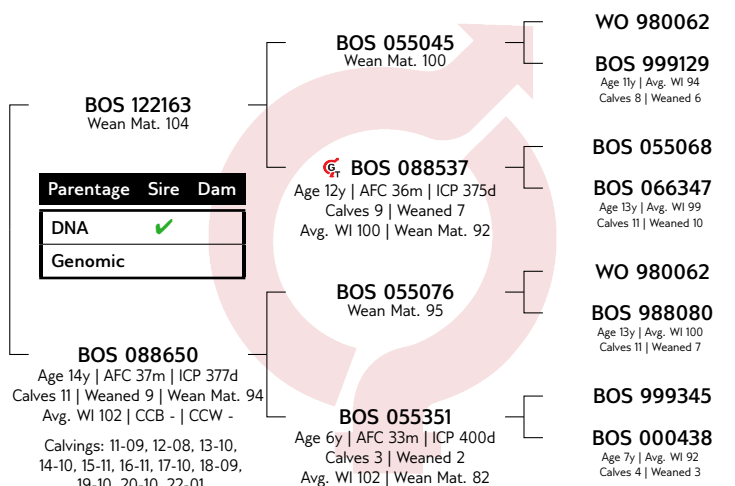 BOS 122163
Wean Mat. 104
Parentage Sire Dam
DNA ✔
Genomic
BOS 088650
Age 14y | AFC 37m | ICP 377d
Calves 11 | Weaned 9 | Wean Mat. 94
Avg. WI 102 | CCB - | CCW -
Calvings: 11-09, 12-08, 13-10,
14-10, 15-11, 16-11, 17-10, 18-09,
19-10, 20-10, 22-01
BOS 055045
Wean Mat. 100
G T BOS 088537
Age 12y | AFC 36m | ICP 375d
Calves 9 | Weaned 7
Avg. WI 100 | Wean Mat. 92
BOS 055076
Wean Mat. 95
BOS 055351
Age 6y | AFC 33m | ICP 400d
Calves 3 | Weaned 2
Avg. WI 102 | Wean Mat. 82
WO 980062
BOS 999129
Age 11y | Avg. WI 94
Calves 8 | Weaned 6
BOS 055068
BOS 066347
Age 13y | Avg. WI 99
Calves 11 | Weaned 10
WO 980062
BOS 988080
Age 13y | Avg. WI 100
Calves 11 | Weaned 7
BOS 999345
BOS 000438
Age 7y | Avg. WI 92
Calves 4 | Weaned 3